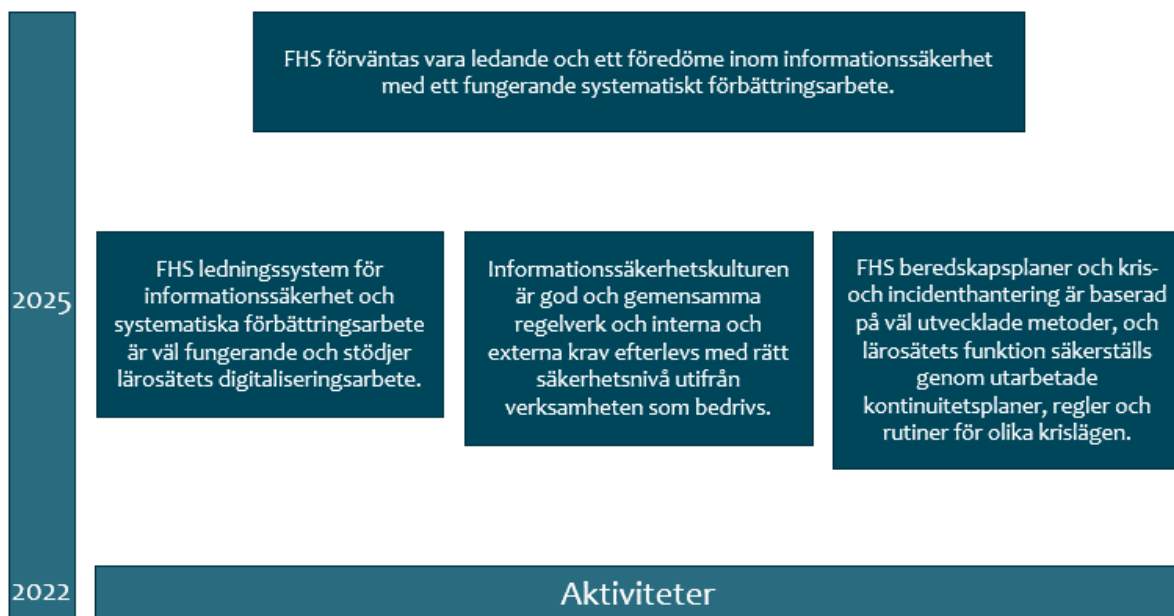 FHS förväntas vara ledande och ett föredöme inom informationssäkerhet
med ett fungerande systematiskt förbättringsarbete.
2025
FHS ledningssystem för
informationssäkerhet och
systematiska förbättringsarbete
är väl fungerande och stödjer
lärosätets digitaliseringsarbete.
Informationssäkerhetskulturen
är god och gemensamma
regelverk och interna och
externa krav efterlevs med rätt
säkerhetsnivå utifrån
verksamheten som bedrivs.
FHS beredskapsplaner och kris-
och incidenthantering är baserad
på väl utvecklade metoder, och
lärosätets funktion säkerställs
genom utarbetade
kontinuitetsplaner, regler och
rutiner för olika krislägen.
2022
Aktiviteter